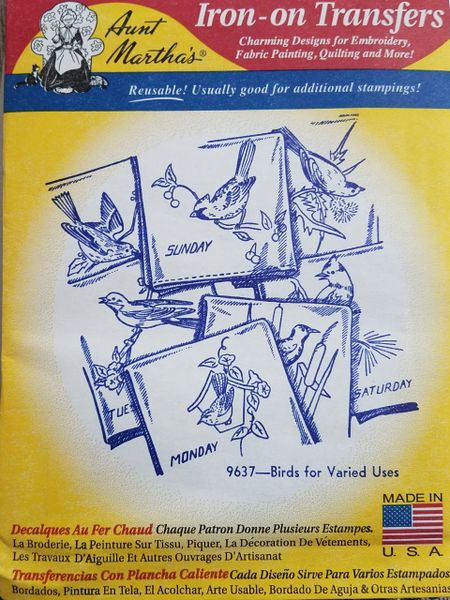 Aunt
Martha's®
Iron-on Transfers
Charming Designs for Embroidery,
Fabric Painting, Quilting and More!
Reusable! Usually good for additional stampings!
SUNDAY
TUE
MONDAY
SATURDAY
9637—Birds for Varied Uses
MADE IN
U. S. A.
Decalques Au Fer Chaud Chaque Patron Donne Plusieurs Estampes.
La Broderie, La Peinture Sur Tissu, Piquer, La Décoration De Vétements,
Les Travaux D'Aiguille Et Autres Ouvrages D'Artisanat
Transferencias Con Plancha Caliente Cada Diseño Sirve Para Varios Estampados
Bordados, Pintura En Tela, El Acolchar, Arte Usable, Bordado De Aguja & Otras Artesanias